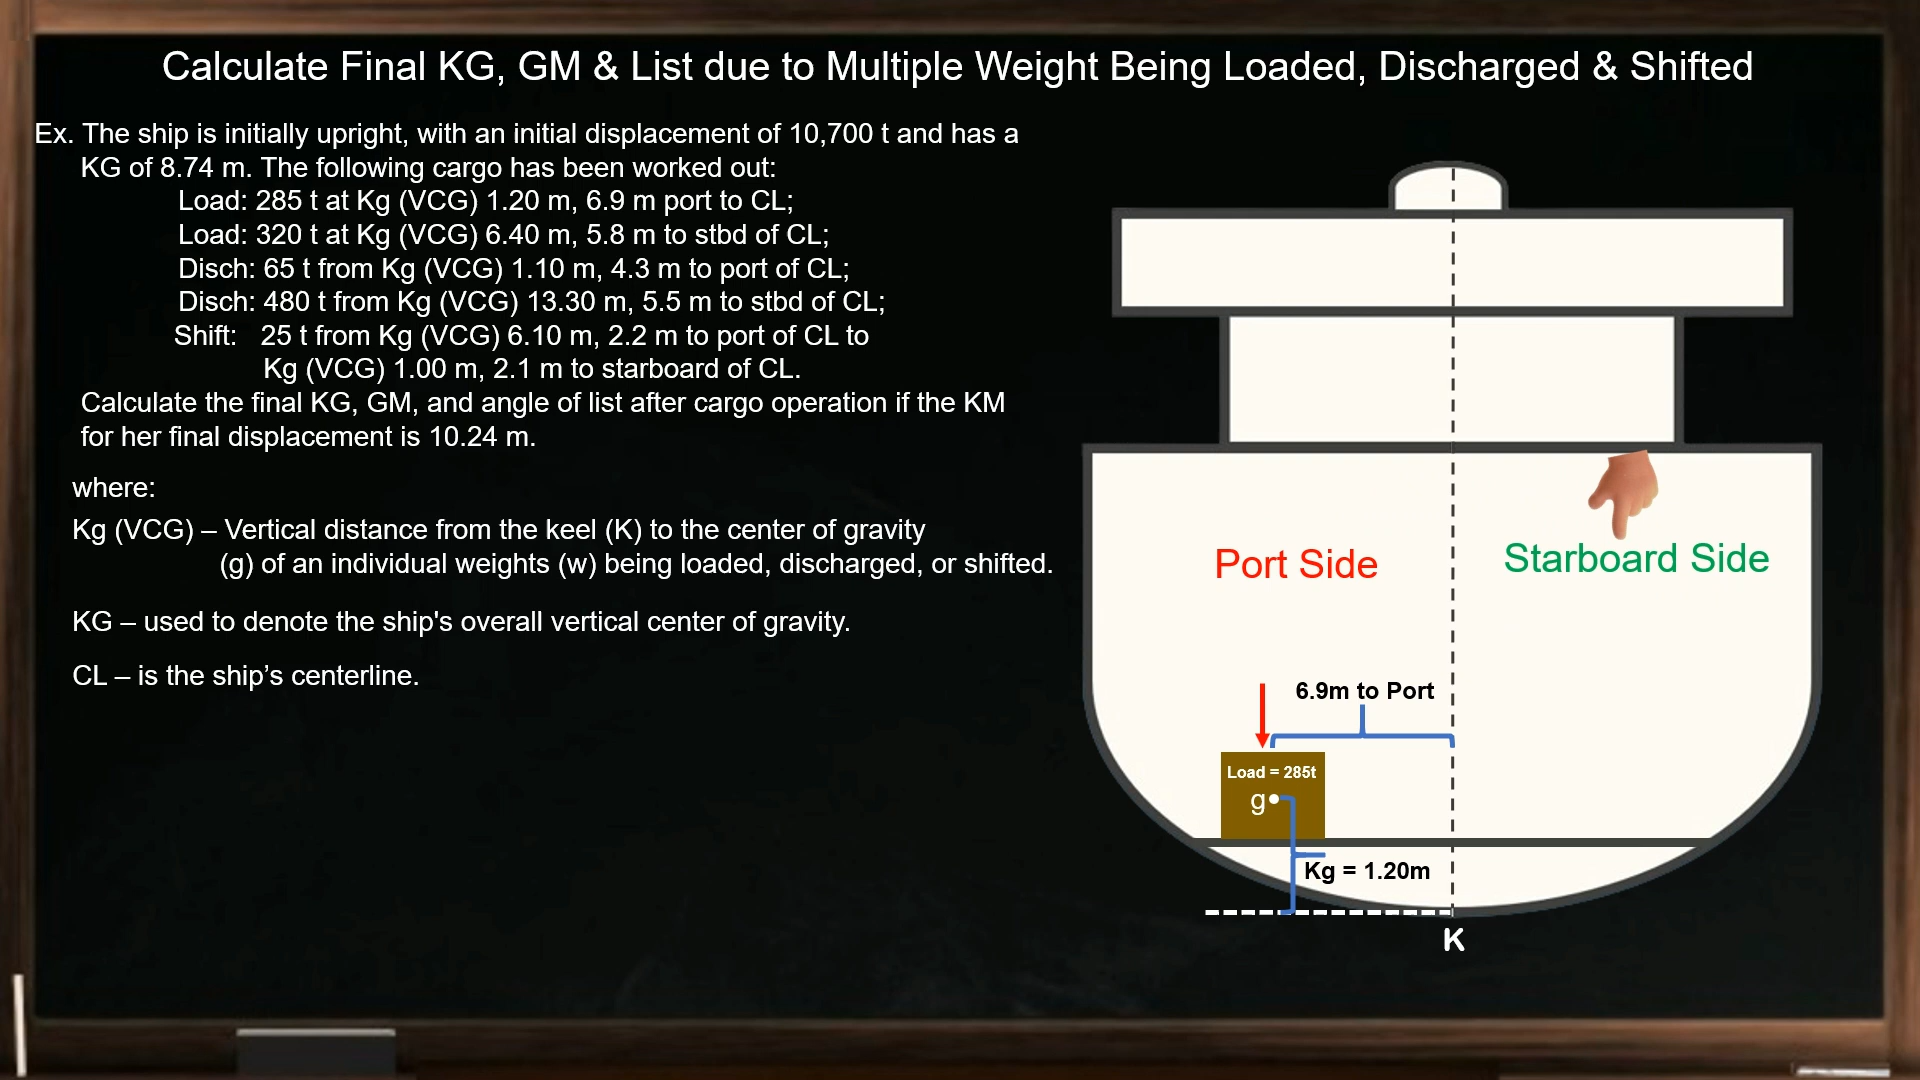 Calculate Final KG, GM & List due to Multiple Weight Being Loaded, Discharged & Shifted
Ex. The ship is initially upright, with an initial displacement of 10,700 t and has a
KG of 8.74 m. The following cargo has been worked out:
Load: 285 t at Kg (VCG) 1.20 m, 6.9 m port to CL;
Load: 320 t at Kg (VCG) 6.40 m, 5.8 m to stbd of CL;
Disch: 65 t from Kg (VCG) 1.10 m, 4.3 m to port of CL;
Disch: 480 t from Kg (VCG) 13.30 m, 5.5 m to stbd of CL;
Shift: 25 t from Kg (VCG) 6.10 m, 2.2 m to port of CL to
Kg (VCG) 1.00 m, 2.1 m to starboard of CL.
Calculate the final KG, GM, and angle of list after cargo operation if the KM
for her final displacement is 10.24 m.
where:
Kg (VCG) – Vertical distance from the keel (K) to the center of gravity
(g) of an individual weights (w) being loaded, discharged, or shifted.
KG – used to denote the ship's overall vertical center of gravity.
CL – is the ship’s centerline.
Port Side
Starboard Side
6.9m to Port
Load = 285t
g
Kg = 1.20m
K